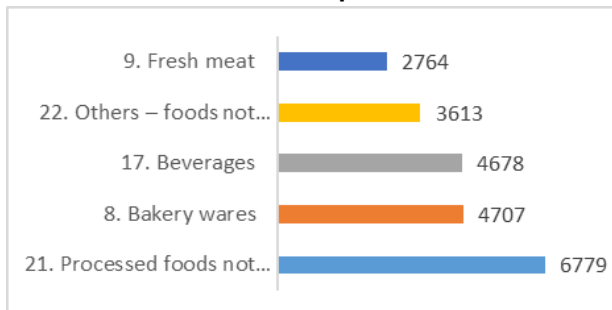 9. Fresh meat 2764
22. Others – foods not... 3613
17. Beverages 4678
8. Bakery wares 4707
21. Processed foods not... 6779